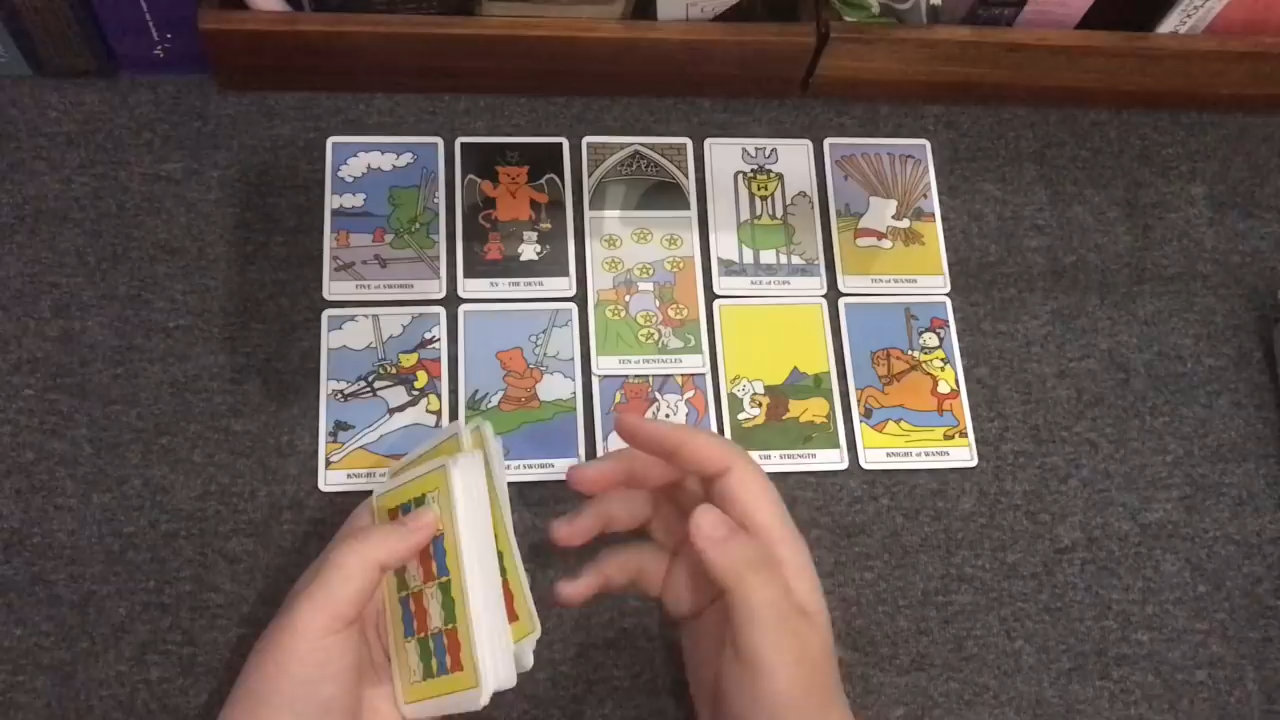 FIVE of SWORDS
XV • THE DEVIL
ACE of CUPS
TEN of WANDS
TEN of PENTACLES
KNIGHT of
of SWORDS
VIII • STRENGTH
KNIGHT of WANDS